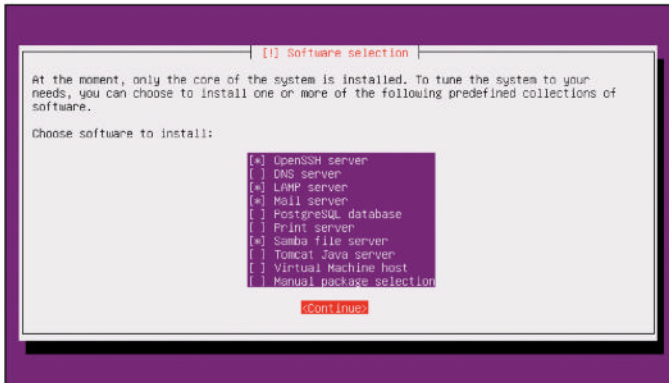 [!] Software selection
At the moment, only the core of the system is installed. To tune the system to your
needs, you can choose to install one or more of the following predefined collections of
software.
Choose software to install:
[*] OpenSSH server
[ ] DNS server
[*] LAMP server
[*] Mail server
[ ] PostgreSQL database
[ ] Print server
[*] Samba file server
[ ] Tomcat Java server
[ ] Virtual Machine host
[ ] Manual package selection
<Continue>